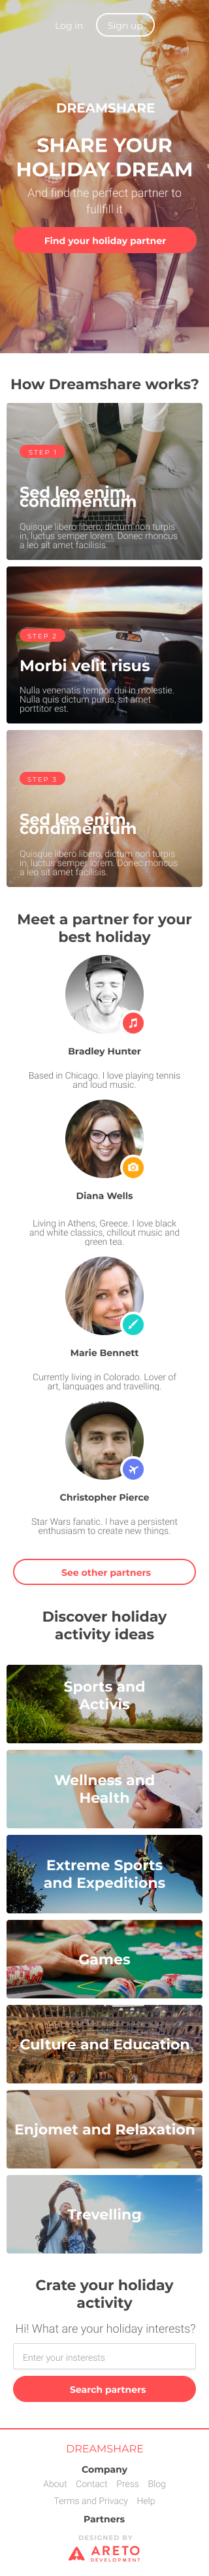 Log in
Sign up
DREAMSHARE
SHARE YOUR
HOLIDAY DREAM
And find the perfect partner to
fullfill it
Find your holiday partner
How Dreamshare works?
STEP 1
Sed leo enim,
condimentum
Quisque libero libero, dictum non turpis
in, luctus semper lorem. Donec rhoncus
a leo sit amet facilisis.
STEP 2
Morbi velit risus
Nulla venenatis tempor dui in molestie.
Nulla quis dictum purus, sit amet
porttitor est.
STEP 3
Sed leo enim,
condimentum
Quisque libero libero, dictum non turpis
in, luctus semper lorem. Donec rhoncus
a leo sit amet facilisis.
Meet a partner for your
best holiday
Bradley Hunter
Based in Chicago. I love playing tennis
and loud music.
Diana Wells
Living in Athens, Greece. I love black
and white classics, chillout music and
green tea.
Marie Bennett
Currently living in Colorado. Lover of
art, languages and travelling.
Christopher Pierce
Star Wars fanatic. I have a persistent
enthusiasm to create new things.
See other partners
Discover holiday
activity ideas
Sports and
Activis
Wellness and
Health
Extreme Sports
and Expeditions
Games
Culture and Education
Enjomet and Relaxation
Trevelling
Crate your holiday
activity
Hi! What are your holiday interests?
Enter your insterests
Search partners
DREAMSHARE
Company
About Contact Press Blog
Terms and Privacy Help
Partners
DESIGNED BY
ARETO
DEVELOPMENT